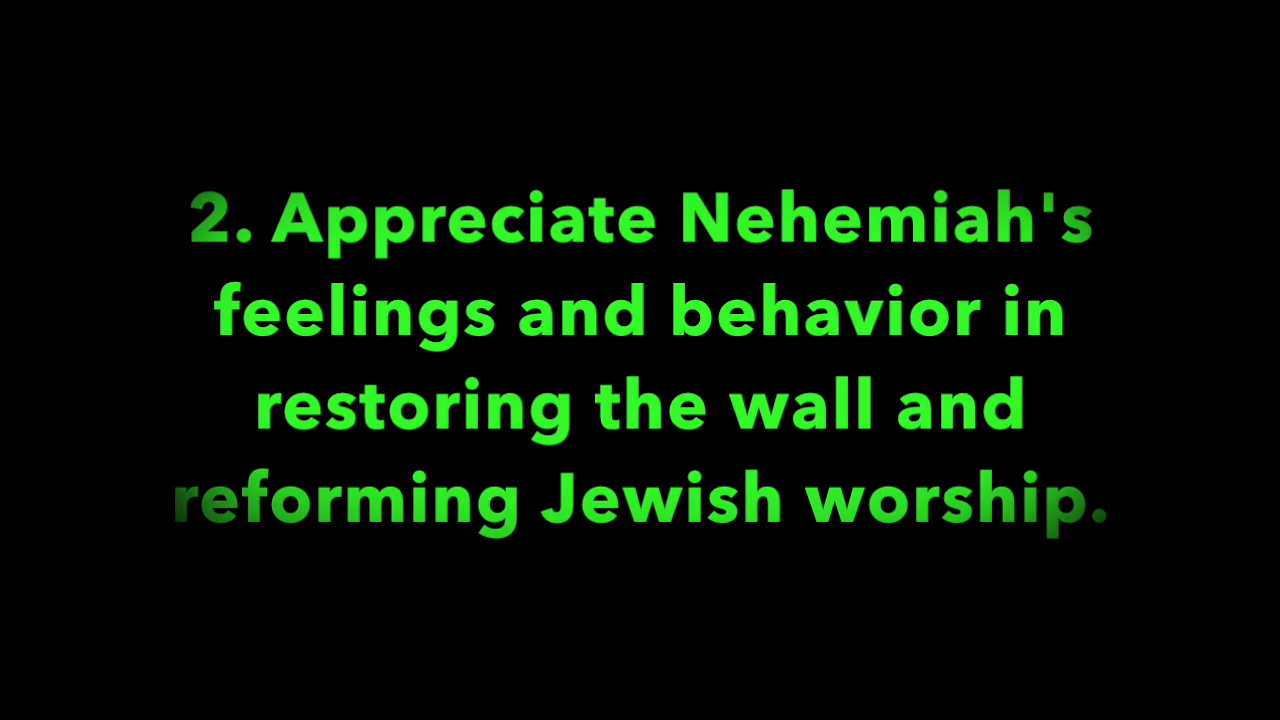 2. Appreciate Nehemiah's
feelings and behavior in
restoring the wall and
reforming Jewish worship.